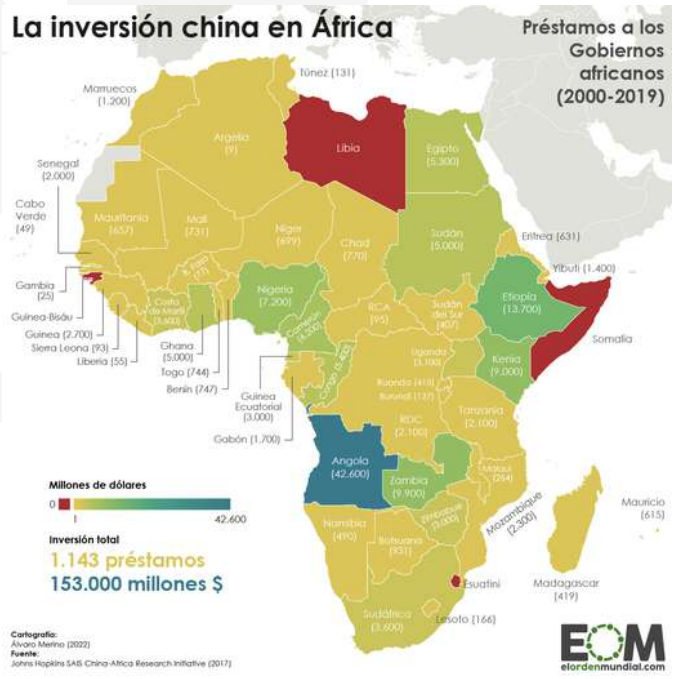 La inversión china en África
Préstamos a los
Gobiernos
africanos
(2000-2019)
Túnez (131)
Marruecos
(1.200)
Argelia
(9)
Libia
Egipto
(5.300)
Senegal
(2.000)
Cabo
Verde
(49)
Mauritania
(657)
Mali
(731)
Níger
(699)
Chad
(770)
Sudán
(5.000)
Eritrea (631)
Yibuti (1.400)
Gambia
(25)
B. Faso
Nigeria
(7.200)
Etiopía
(13.700)
Guinea-Bisáu
Costa
de Marfil
RCA
(95)
Sudán
del Sur
(407)
Camerún
Guinea (2.700)
Sierra Leona (93)
Liberia (55)
Ghana
(5.000)
Togo (744)
Benín (747)
Somalia
Uganda
(3.100)
Kenia
(9.000)
Congo
Guinea
Ecuatorial
(3.000)
Ruanda
Burundi
Gabón (1.700)
RDC
(2.100)
Tanzania
(2.100)
Angola
(42.600)
Zambia
(9.900)
Malaui
(264)
Millones de dólares
0
1
42.600
Mozambique
(2.300)
Mauricio
(615)
Zimbabue
(3.000)
Namibia
(490)
Botsuana
(931)
Inversión total
1.143 préstamos
153.000 millones $
Esuatini
Madagascar
(419)
Sudáfrica
(3.600)
Lesoto (166)
Cartografía:
Álvaro Merino (2022)
Fuente:
Johns Hopkins SAIS China-Africa Research Initiative (2017)
EOM
elordenmundial.com